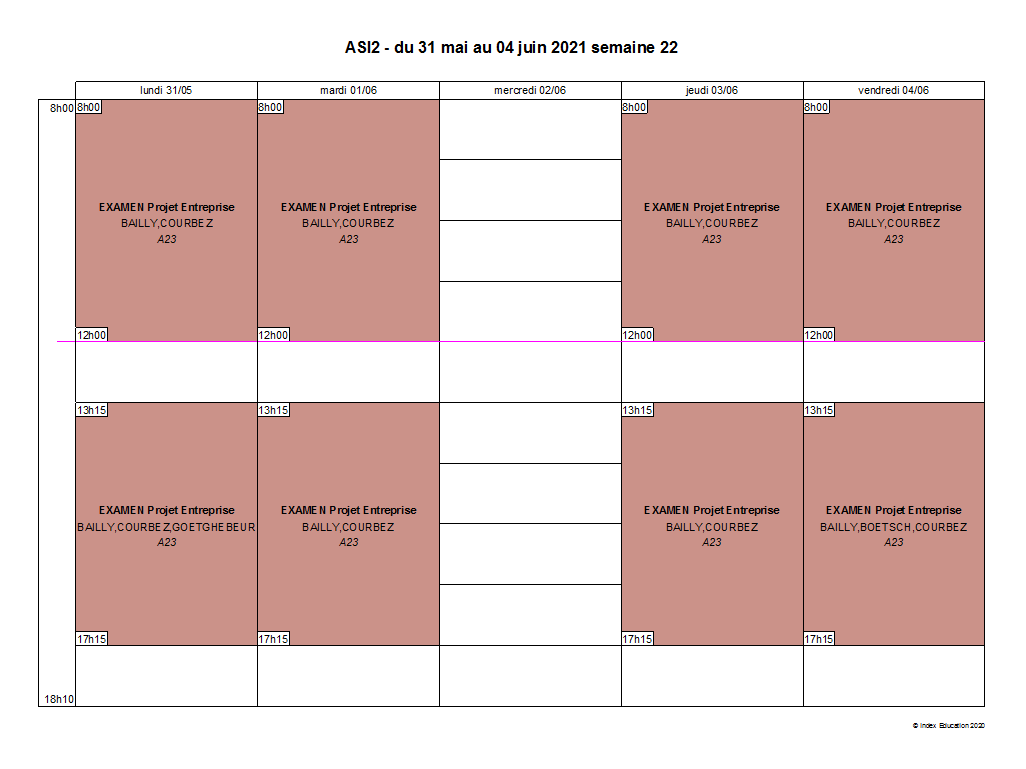 ASI2 - du 31 mai au 04 juin 2021 semaine 22
lundi 31/05
mardi 01/06
mercredi 02/06
jeudi 03/06
vendredi 04/06
8h00
8h00
8h00
8h00
8h00
EXAMEN Projet Entreprise
BAILLY,COURBEZ
A23
EXAMEN Projet Entreprise
BAILLY,COURBEZ
A23
EXAMEN Projet Entreprise
BAILLY,COURBEZ
A23
EXAMEN Projet Entreprise
BAILLY,COURBEZ
A23
12h00
12h00
12h00
12h00
13h15
13h15
13h15
13h15
EXAMEN Projet Entreprise
BAILLY,COURBEZ,GOETGHEBEUR
A23
EXAMEN Projet Entreprise
BAILLY,COURBEZ
A23
EXAMEN Projet Entreprise
BAILLY,COURBEZ
A23
EXAMEN Projet Entreprise
BAILLY,BOETSCH,COURBEZ
A23
17h15
17h15
17h15
17h15
18h10
© Index Education 2020